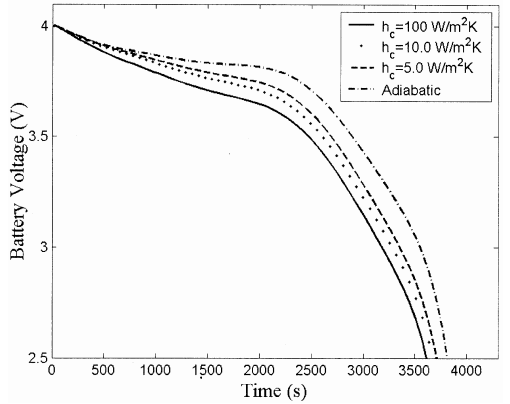 4
3.5
3
2.5
Battery Voltage (V)
h_c=100 W/m²K
h_c=10.0 W/m²K
h_c=5.0 W/m²K
Adiabatic
0 500 1000 1500 2000 2500 3000 3500 4000
Time (s)